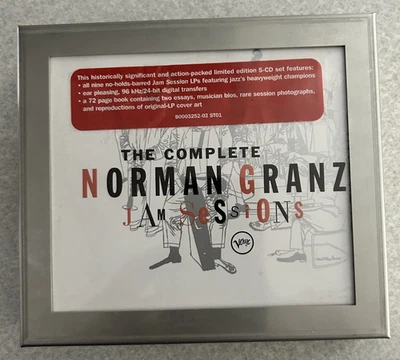 This historically significant and action-packed limited edition 5-CD set features:
• all nine no-holds-barred Jam Session LPs featuring jazz's heavyweight champions
• ear pleasing, 96 kHz/24-bit digital transfers
• a 72 page book containing two essays, musician bios, rare session photographs,
and reproductions of original-LP cover art
B0003252-02 ST01
THE COMPLETE
NORMAN GRANZ
JAM SeSSiONS
Verve